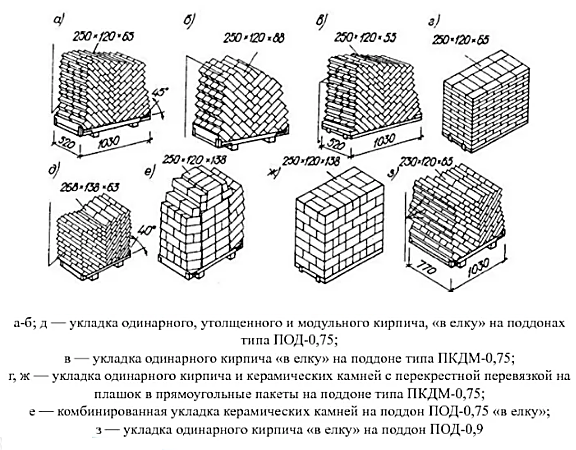 а) б) в) г)
250×120×65 250×120×88 250×120×55 250×120×65
45°
520 1030 520 1030
д) е) ж) з)
250×120×138 250×120×138 230×120×65
268×138×63
40°
770 1030
а-б; д — укладка одинарного, утолщенного и модульного кирпича, «в елку» на поддонах
типа ПОД-0,75;
в — укладка одинарного кирпича «в елку» на поддоне типа ПКДМ-0,75;
г, ж — укладка одинарного кирпича и керамических камней с перекрестной перевязкой на
плашок в прямоугольные пакеты на поддоне типа ПКДМ-0,75;
е — комбинированная укладка керамических камней на поддон ПОД-0,75 «в елку»;
з — укладка одинарного кирпича «в елку» на поддон ПОД-0,9